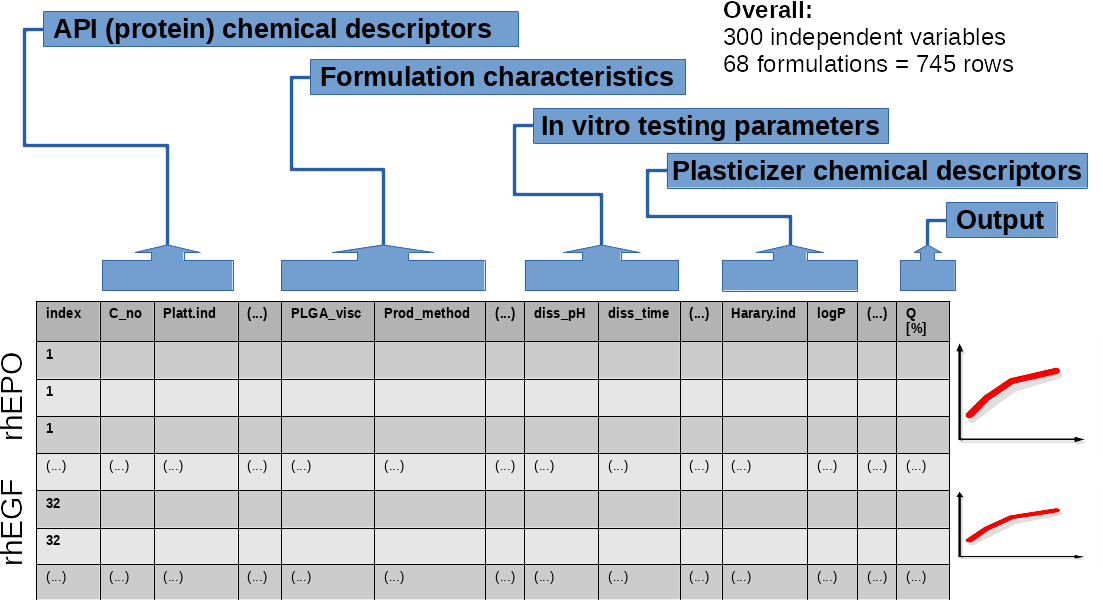 Overall:
300 independent variables
68 formulations = 745 rows
API (protein) chemical descriptors
Formulation characteristics
In vitro testing parameters
Plasticizer chemical descriptors
Output
index C_no Platt.ind (...) PLGA_visc Prod_method (...) diss_pH diss_time (...) Harary.ind logP (...) Q
[%]
rhEPO
1
1
1
(...) (...) (...) (...) (...) (...) (...) (...) (...) (...) (...) (...) (...) (...)
rhEGF
32
32
(...) (...) (...) (...) (...) (...) (...) (...) (...) (...) (...) (...) (...) (...)